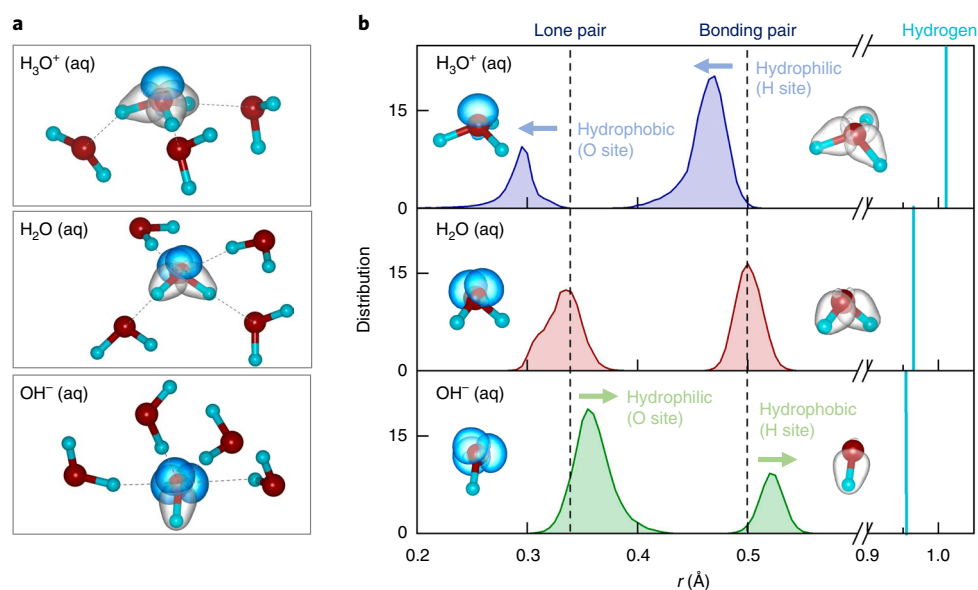 a
H₃O⁺ (aq)
H₂O (aq)
OH⁻ (aq)
b
Lone pair
Bonding pair
Hydrogen
H₃O⁺ (aq)
Hydrophilic
(H site)
Hydrophobic
(O site)
15
0
H₂O (aq)
15
0
OH⁻ (aq)
Hydrophilic
(O site)
Hydrophobic
(H site)
15
0
Distribution
0.2 0.3 0.4 0.5 0.9 1.0
r (Å)